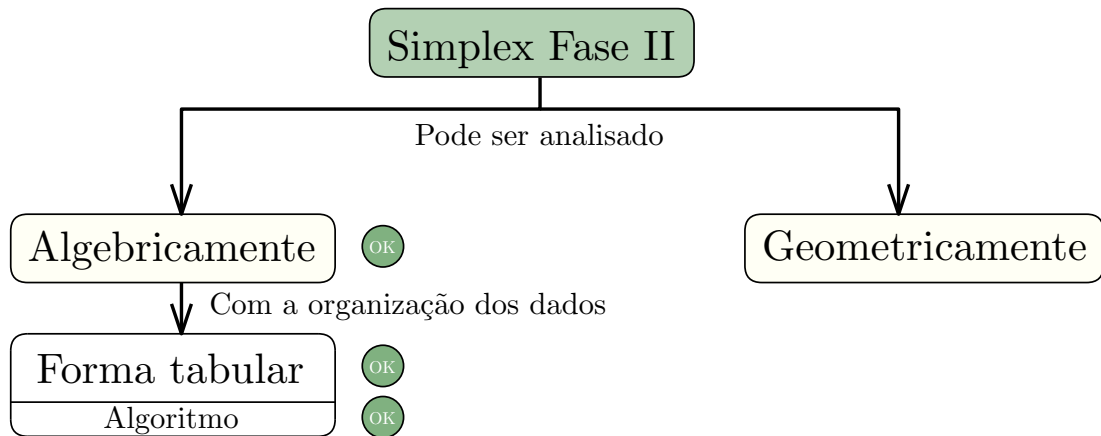 Simplex Fase II
Pode ser analisado
Algebricamente
OK
Geometricamente
Com a organização dos dados
Forma tabular
OK
Algoritmo
OK